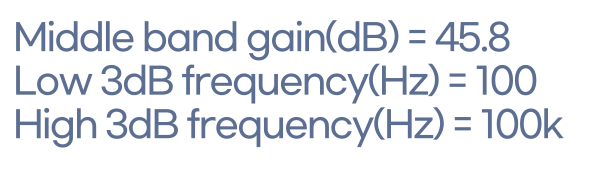 Middle band gain(dB) = 45.8
Low 3dB frequency(Hz) = 100
High 3dB frequency(Hz) = 100k